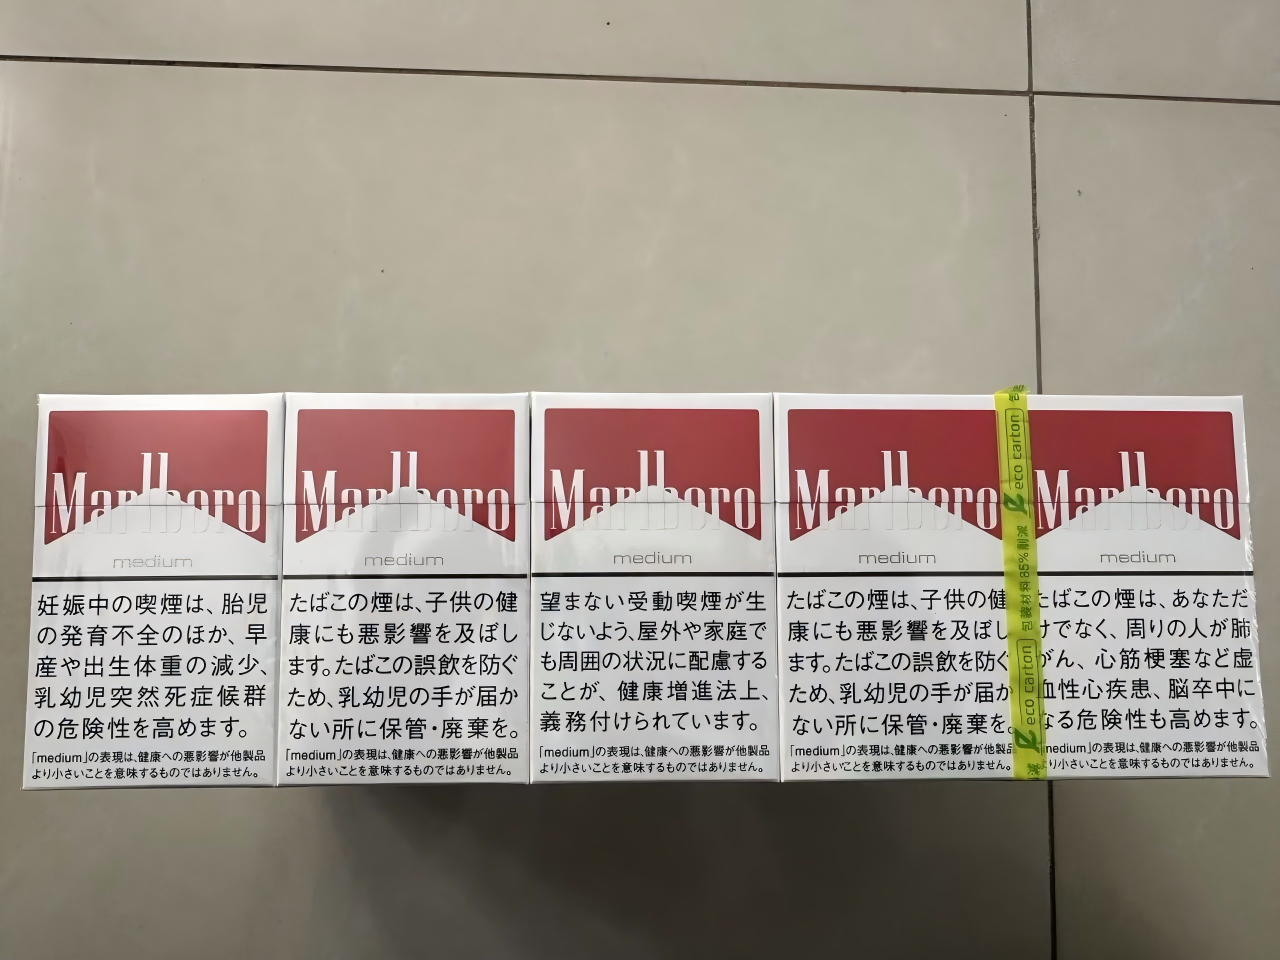 Marlboro
medium
妊娠中の喫煙は、胎児
の発育不全のほか、早
産や出生体重の減少、
乳幼児突然死症候群
の危険性を高めます。
「medium」の表現は、健康への悪影響が他製品
より小さいことを意味するものではありません。
Marlboro
medium
たばこの煙は、子供の健
康にも悪影響を及ぼし
ます。たばこの誤飲を防ぐ
ため、乳幼児の手が届か
ない所に保管・廃棄を。
「medium」の表現は、健康への悪影響が他製品
より小さいことを意味するものではありません。
Marlboro
medium
望まない受動喫煙が生
じないよう、屋外や家庭で
も周囲の状況に配慮する
ことが、健康増進法上、
義務付けられています。
「medium」の表現は、健康への悪影響が他製品
より小さいことを意味するものではありません。
Marlboro
medium
たばこの煙は、子供の健
康にも悪影響を及ぼし
ます。たばこの誤飲を防ぐ
ため、乳幼児の手が届か
ない所に保管・廃棄を。
「medium」の表現は、健康への悪影響が他製品
より小さいことを意味するものではありません。
eco carton
包装材料85%削減
eco carton
Marlboro
medium
たばこの煙は、あなただ
けでなく、周りの人が肺
がん、心筋梗塞など虚
血性心疾患、脳卒中に
なる危険性も高めます。
「medium」の表現は、健康への悪影響が他製品
より小さいことを意味するものではありません。